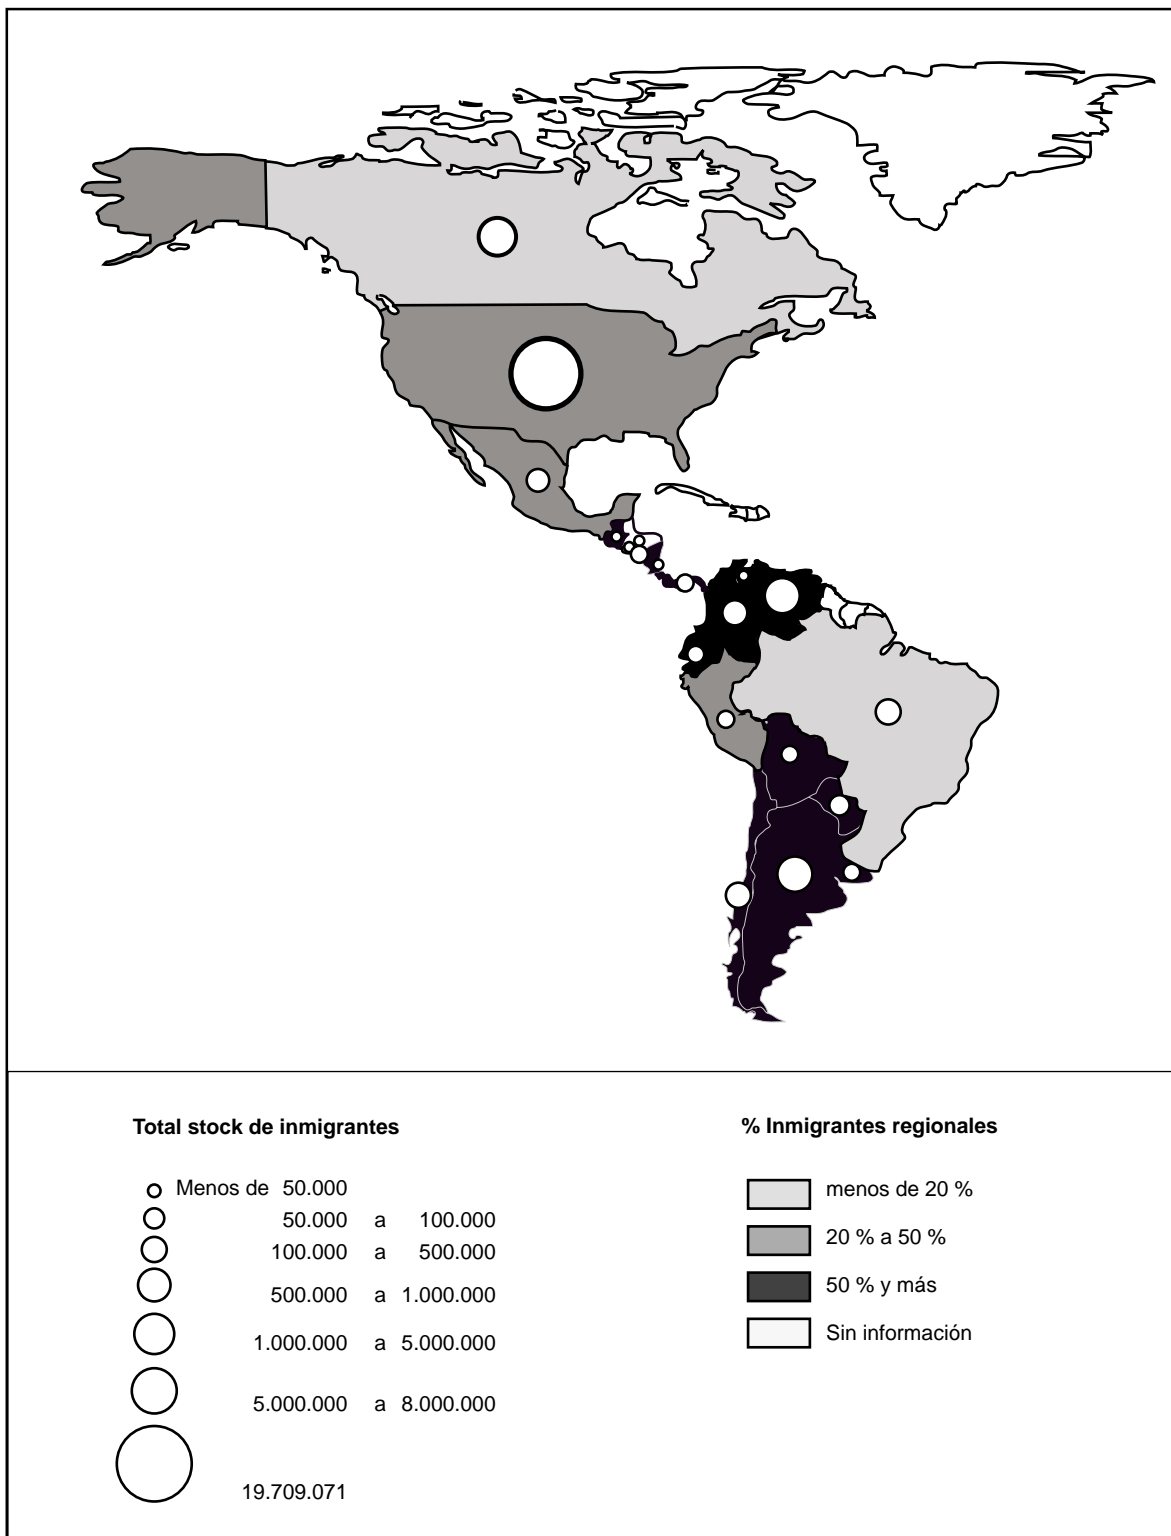 Total stock de inmigrantes
Menos de 50.000
50.000 a 100.000
100.000 a 500.000
500.000 a 1.000.000
1.000.000 a 5.000.000
5.000.000 a 8.000.000
19.709.071
% Inmigrantes regionales
menos de 20 %
20 % a 50 %
50 % y más
Sin información